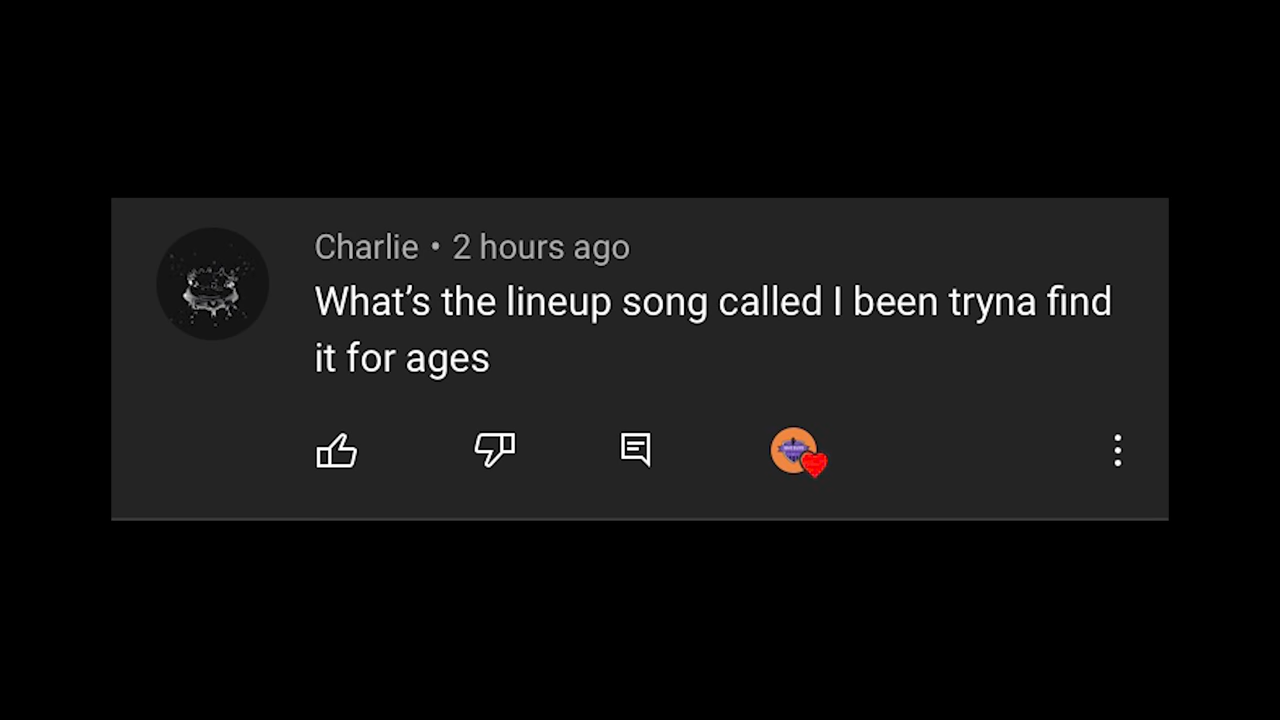 Charlie • 2 hours ago
What’s the lineup song called I been tryna find
it for ages